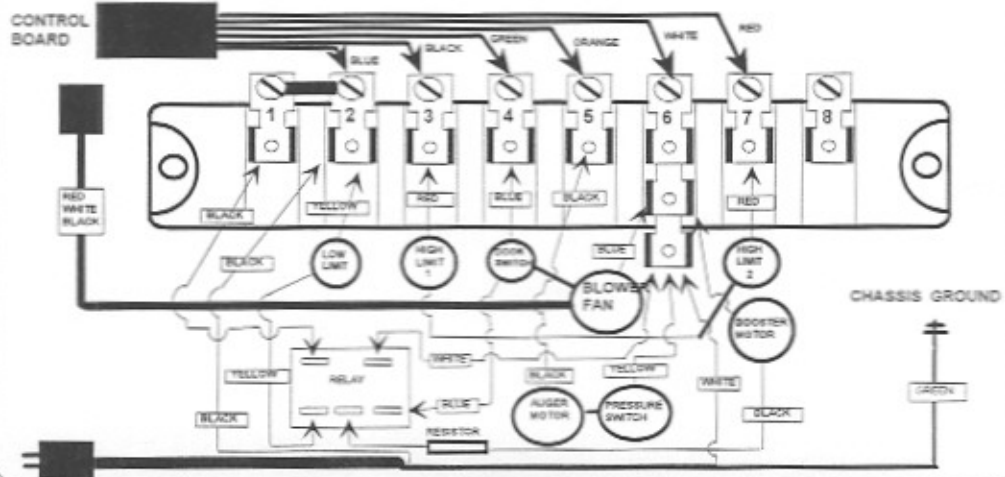 CONTROL
BOARD
BLUE
BLACK
GREEN
ORANGE
WHITE
RED
1
2
3
4
5
6
7
8
RED
WHITE
BLACK
BLACK
YELLOW
RED
BLUE
BLACK
RED
BLACK
LOW
LIMIT
HIGH
LIMIT
1
DOOR
SWITCH
BLUE
HIGH
LIMIT
2
BLOWER
FAN
CHASSIS GROUND
BOOSTER
MOTOR
WHITE
RELAY
YELLOW
BLACK
YELLOW
WHITE
GREEN
BLUE
BLACK
AUGER
MOTOR
PRESSURE
SWITCH
BLACK
RESISTOR